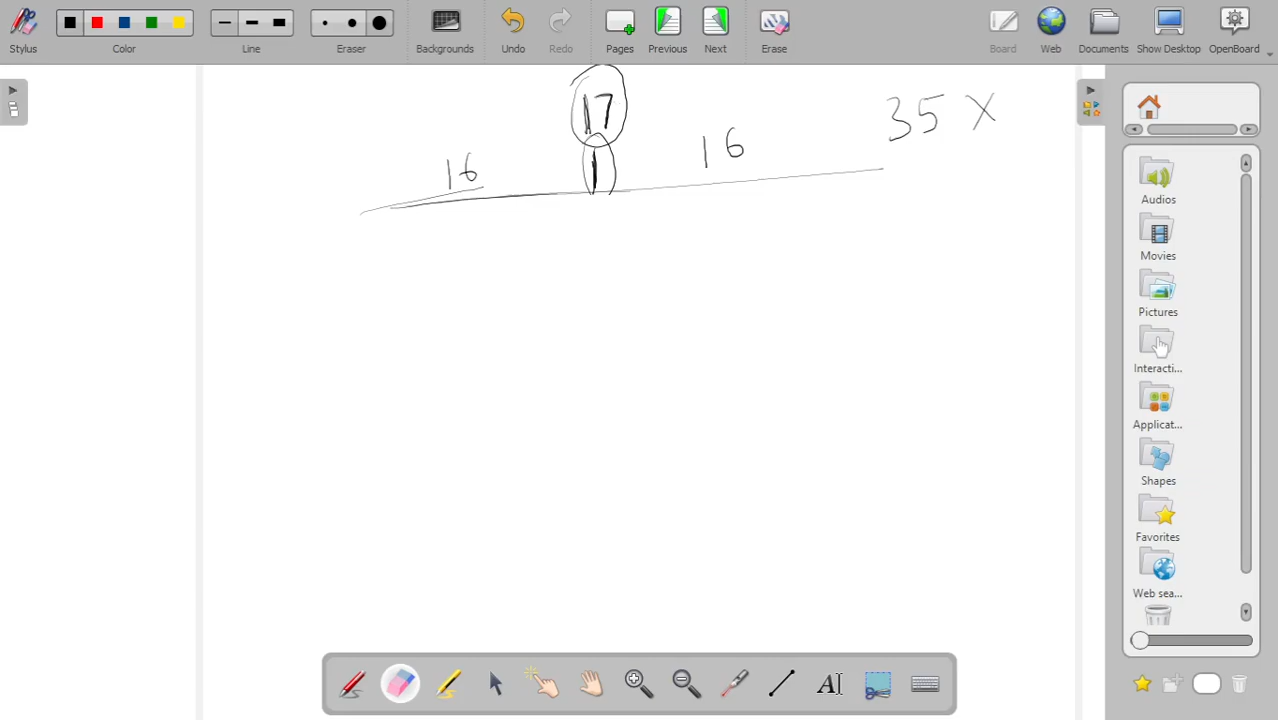 Stylus
Color
Line
Eraser
Backgrounds
Undo
Redo
Pages
Previous
Next
Erase
Board
Web
Documents
Show Desktop
OpenBoard
17
35 X
16
1
16
Audios
Movies
Pictures
Interacti...
Applicat...
Shapes
Favorites
Web sea...